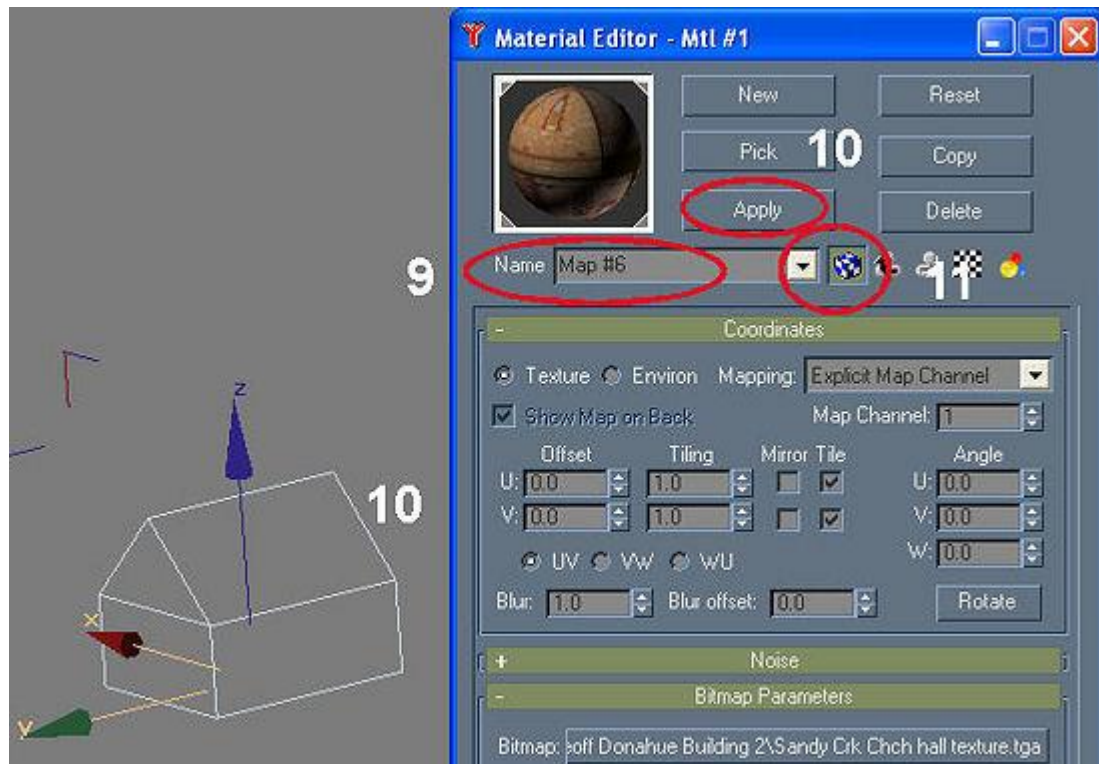 Material Editor - Mtl #1
New Reset
Pick 10 Copy
Apply Delete
9 Name Map #6 11
- Coordinates
Texture Environ Mapping: Explicit Map Channel
Show Map on Back Map Channel: 1
Offset Tiling Mirror Tile Angle
U: 0.0 1.0 U: 0.0
V: 0.0 1.0 V: 0.0
UV VW WU W: 0.0
Blur: 1.0 Blur offset: 0.0 Rotate
+ Noise
- Bitmap Parameters
Bitmap: eoff Donahue Building 2\Sandy Crk Chch hall texture.tga
z
10
x
y